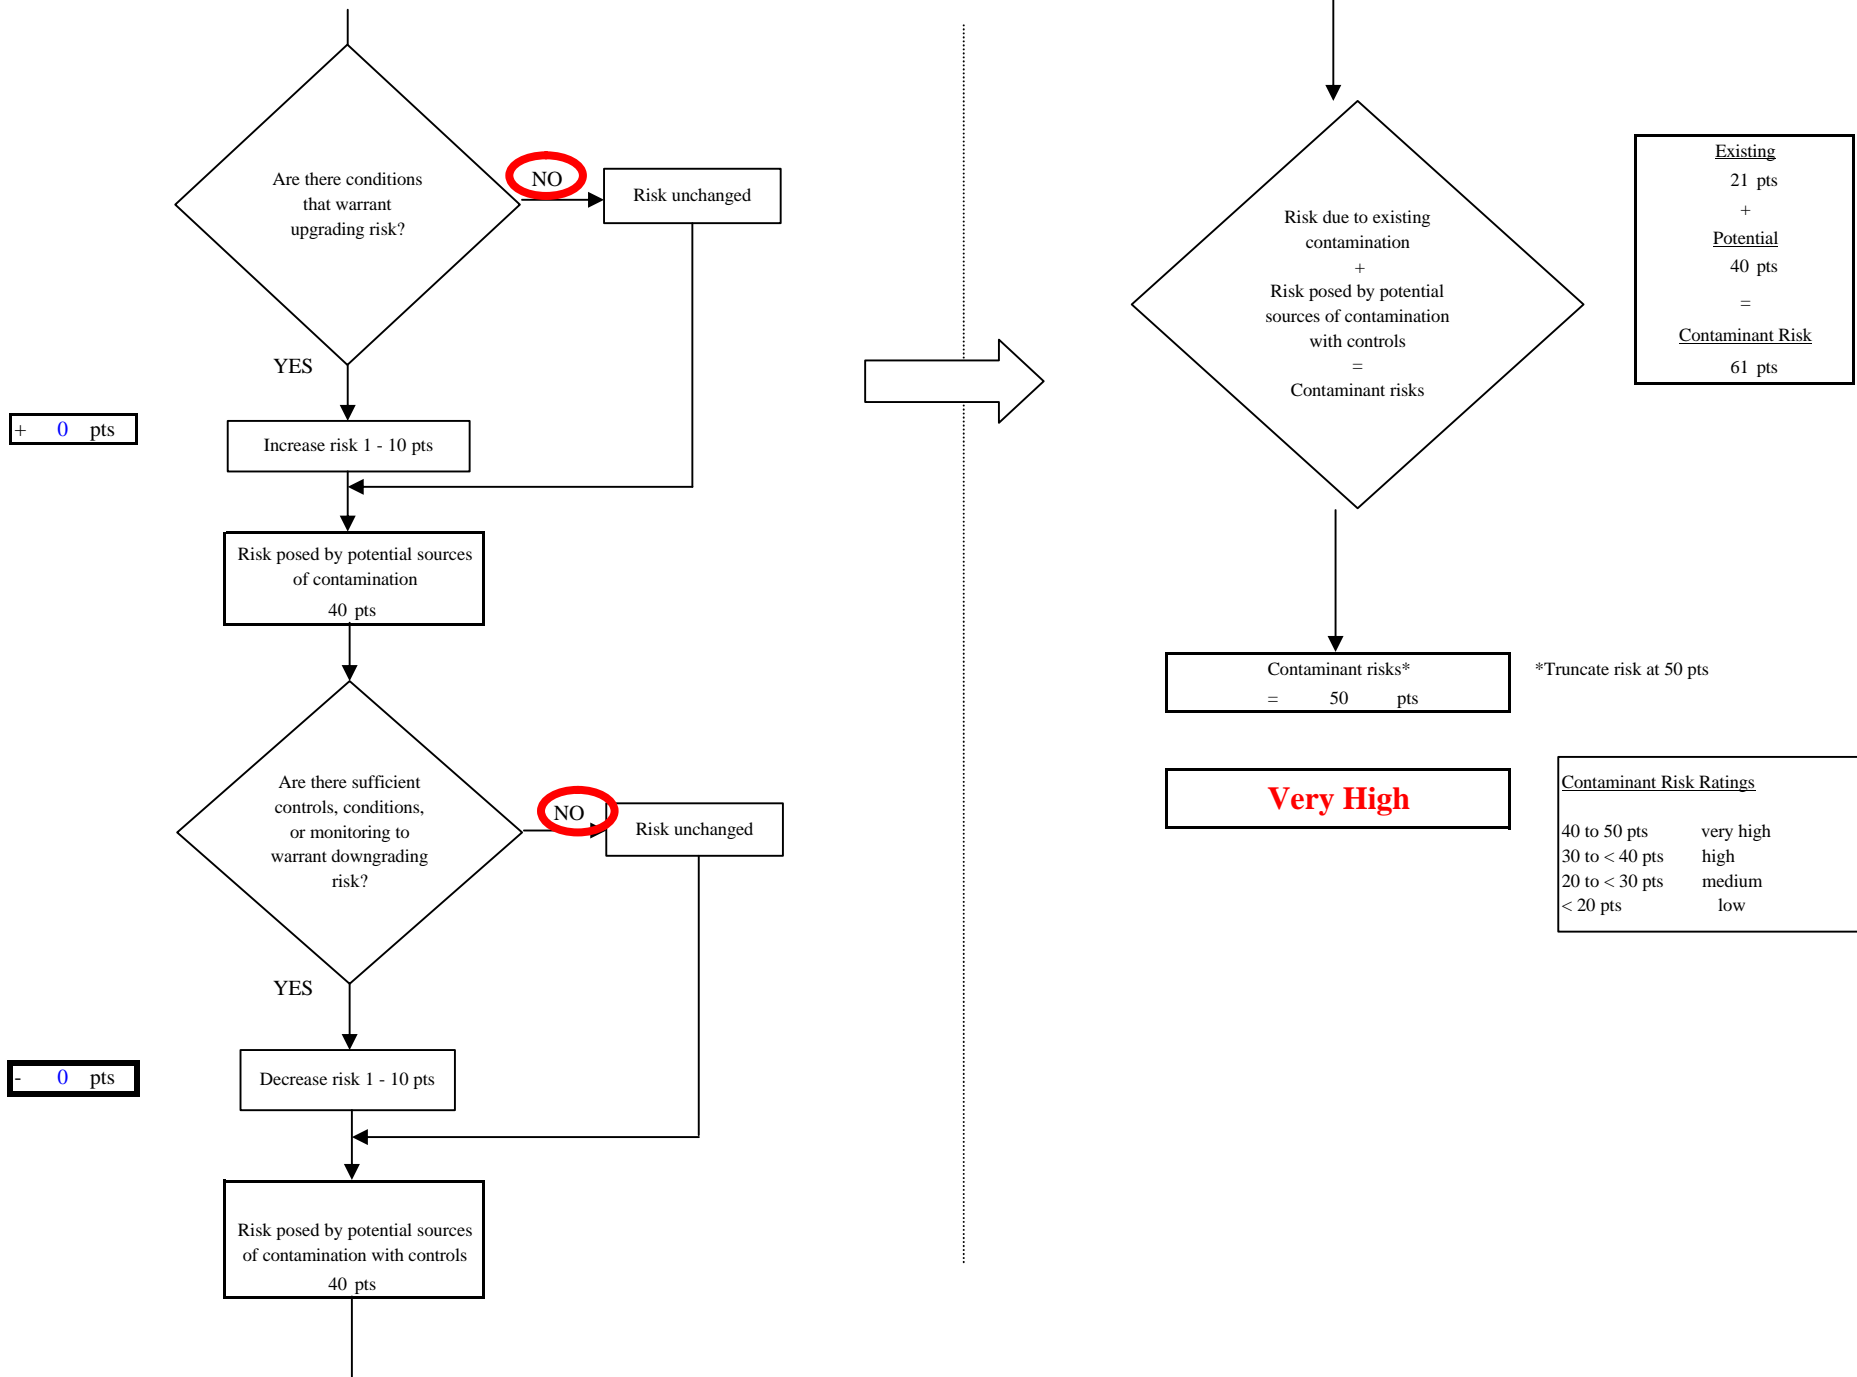 Are there conditions
that warrant
upgrading risk?
NO
Risk unchanged
YES
+ 0 pts
Increase risk 1 - 10 pts
Risk posed by potential sources
of contamination
40 pts
Are there sufficient
controls, conditions,
or monitoring to
warrant downgrading
risk?
NO
Risk unchanged
YES
- 0 pts
Decrease risk 1 - 10 pts
Risk posed by potential sources
of contamination with controls
40 pts
Risk due to existing
contamination
+
Risk posed by potential
sources of contamination
with controls
=
Contaminant risks
Existing
21 pts
+
Potential
40 pts
=
Contaminant Risk
61 pts
Contaminant risks*
= 50 pts
*Truncate risk at 50 pts
Very High
Contaminant Risk Ratings
40 to 50 pts very high
30 to < 40 pts high
20 to < 30 pts medium
< 20 pts low